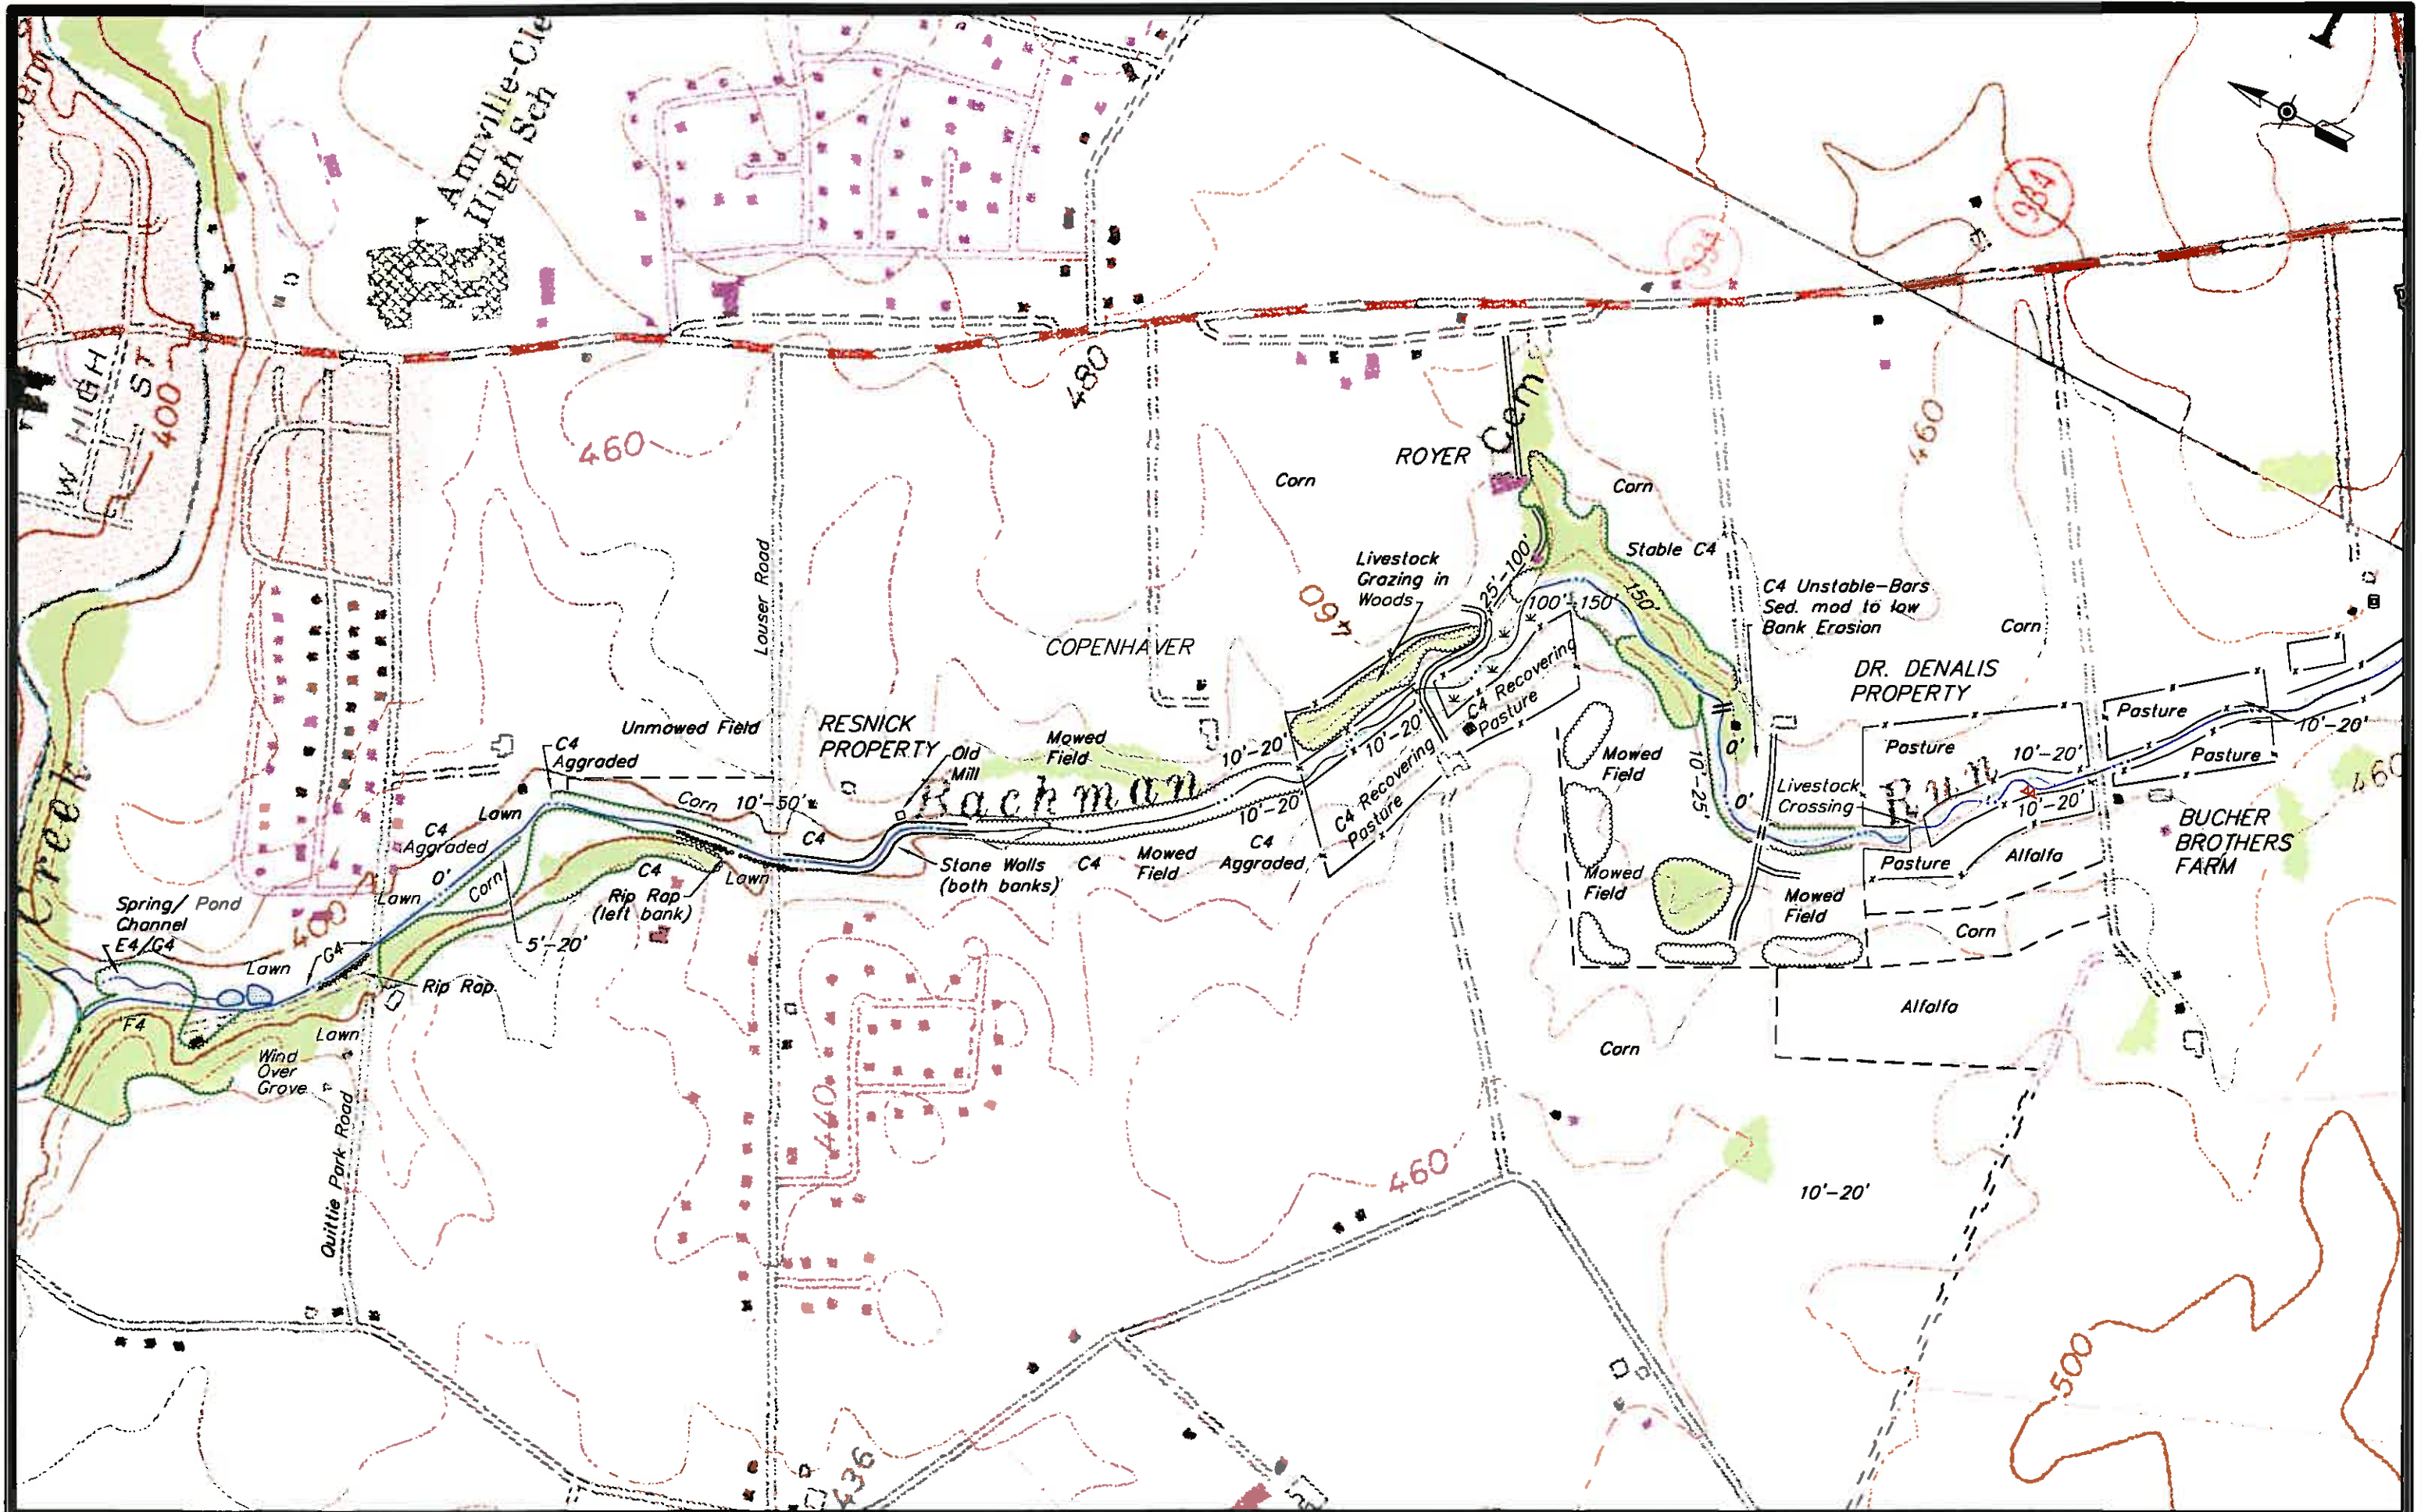 Annville-Cle
High Sch
934
934
W HIGH
ST
400
480
460
460
Cem
ROYER
Corn
Corn
Louser Road
Stable C4
Livestock
Grazing in
Woods
25'-100'
100'-150'
150'
C4 Unstable-Bars
Sed. mod to low
Bank Erosion
Corn
460
COPENHAVER
DR. DENALIS
PROPERTY
C4 Recovering
Pasture
Unmowed Field
RESNICK
PROPERTY
Old
Mill
Mowed
Field
10'-20'
10'-20'
C4 Recovering
Pasture
Mowed
Field
10'-25'
0'
0'
Pasture
10'-20'
Pasture
10'-20'
Pasture
460
C4
Aggraded
Corn
10'-50'
Bachman
Run
Livestock
Crossing
10'-20'
10'-20'
BUCHER
BROTHERS
FARM
Creek
Lawn
C4
Aggraded
0'
Corn
C4
C4
Rip Rap
(left bank)
Lawn
Stone Walls
(both banks)
C4
Mowed
Field
C4
Aggraded
Mowed
Field
Pasture
Alfalfa
Mowed
Field
Corn
Lawn
Spring/ Pond
Channel
E4/G4
400
G4
5'-20'
Lawn
Rip Rap
F4
Lawn
Wind
Over
Grove
Alfalfa
Corn
Quittie Park Road
440
460
10'-20'
500
436